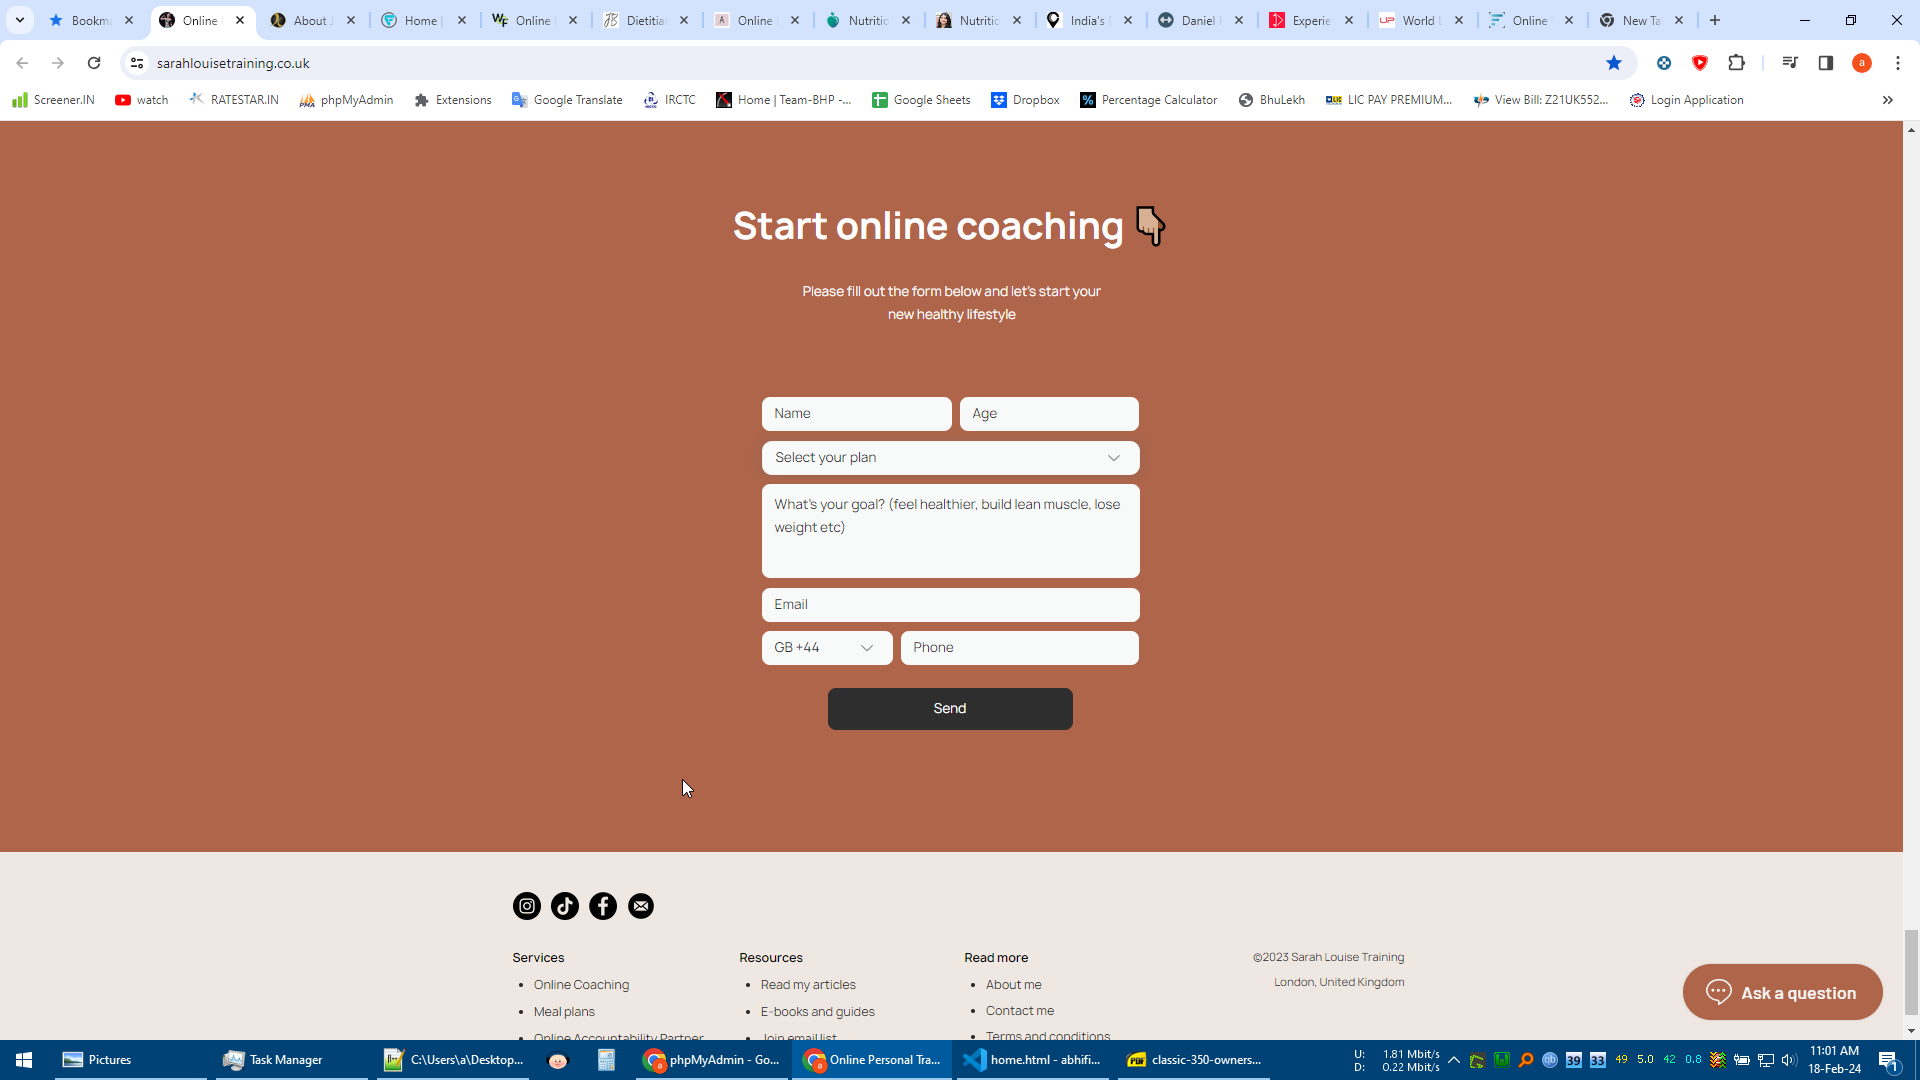 Bookma
Online
About J
Home |
Online
Dietitia
Online
Nutritio
Nutritio
India's E
Daniel
Experie
World L
Online
New Ta
sarahlouisetraining.co.uk
a
Screener.IN
watch
RATESTAR.IN
phpMyAdmin
Extensions
Google Translate
IRCTC
Home | Team-BHP -...
Google Sheets
Dropbox
Percentage Calculator
BhuLekh
LIC PAY PREMIUM...
View Bill: Z21UK552...
Login Application
Start online coaching
Please fill out the form below and let's start your
new healthy lifestyle
Name
Age
Select your plan
What's your goal? (feel healthier, build lean muscle, lose
weight etc)
Email
GB +44
Phone
Send
Services
Online Coaching
Meal plans
Online Accountability Partner
Resources
Read my articles
E-books and guides
Join email list
Read more
About me
Contact me
Terms and conditions
©2023 Sarah Louise Training
London, United Kingdom
Ask a question
Pictures
Task Manager
C:\Users\a\Desktop...
phpMyAdmin - Go...
Online Personal Tra...
home.html - abhifi...
classic-350-owners...
U: 1.81 Mbit/s
D: 0.22 Mbit/s
39
33
49
5.0
42
0.8
11:01 AM
18-Feb-24
1